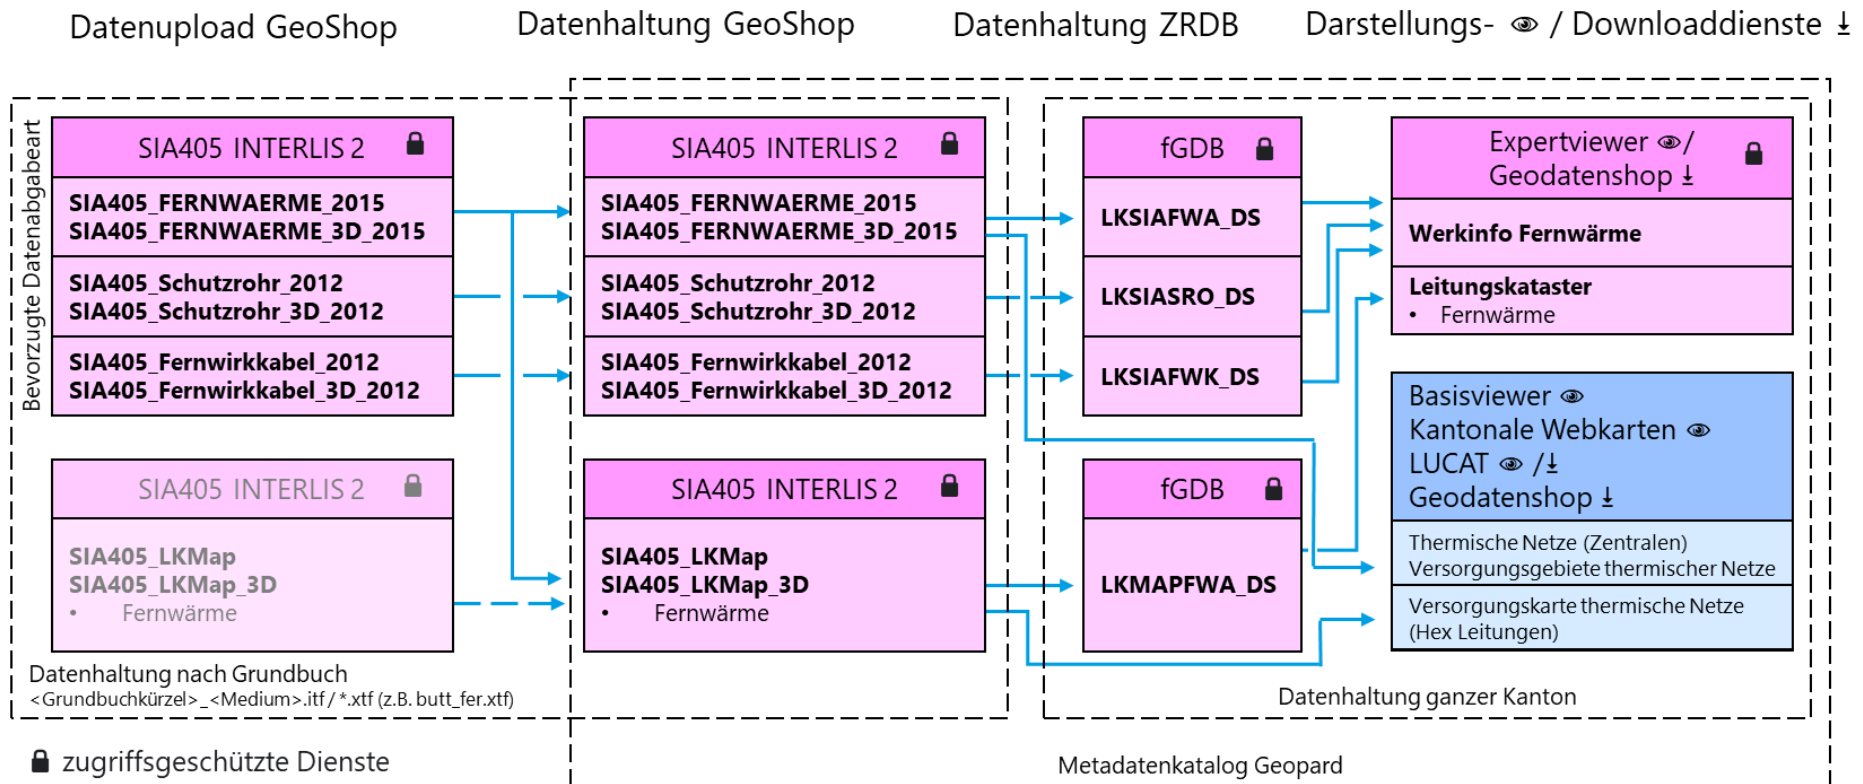 Datenupload GeoShop
Datenhaltung GeoShop
Datenhaltung ZRDB
Darstellungs- / Downloaddienste
Bevorzugte Datenabgabeart
SIA405 INTERLIS 2
SIA405_FERNWAERME_2015
SIA405_FERNWAERME_3D_2015
SIA405_Schutzrohr_2012
SIA405_Schutzrohr_3D_2012
SIA405_Fernwirkkabel_2012
SIA405_Fernwirkkabel_3D_2012
SIA405 INTERLIS 2
SIA405_LKMap
SIA405_LKMap_3D
• Fernwärme
Datenhaltung nach Grundbuch
<Grundbuchkürzel>_<Medium>.itf / *.xtf (z.B. butt_fer.xtf)
zugriffsgeschützte Dienste
SIA405 INTERLIS 2
SIA405_FERNWAERME_2015
SIA405_FERNWAERME_3D_2015
SIA405_Schutzrohr_2012
SIA405_Schutzrohr_3D_2012
SIA405_Fernwirkkabel_2012
SIA405_Fernwirkkabel_3D_2012
SIA405 INTERLIS 2
SIA405_LKMap
SIA405_LKMap_3D
• Fernwärme
fGDB
LKSIAFWA_DS
LKSIASRO_DS
LKSIAFWK_DS
fGDB
LKMAPFWA_DS
Expertviewer /
Geodatenshop
Werkinfo Fernwärme
Leitungskataster
• Fernwärme
Basisviewer
Kantonale Webkarten
LUCAT /
Geodatenshop
Thermische Netze (Zentralen)
Versorgungsgebiete thermischer Netze
Versorgungskarte thermische Netze
(Hex Leitungen)
Datenhaltung ganzer Kanton
Metadatenkatalog Geopard